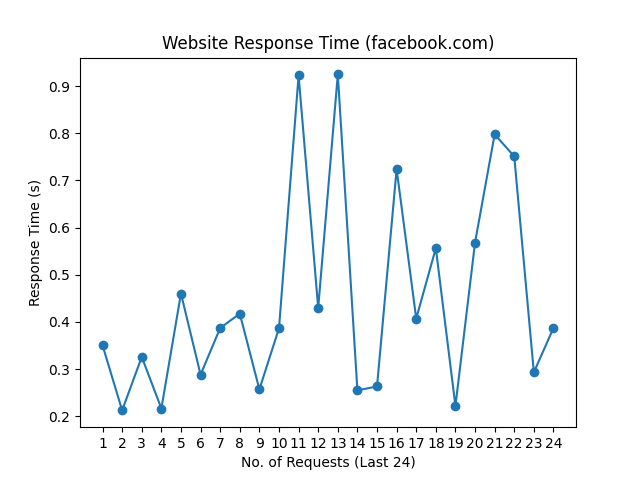 Website Response Time (facebook.com)
0.9
0.8
0.7
0.6
0.5
0.4
0.3
0.2
Response Time (s)
1 2 3 4 5 6 7 8 9 10 11 12 13 14 15 16 17 18 19 20 21 22 23 24
No. of Requests (Last 24)